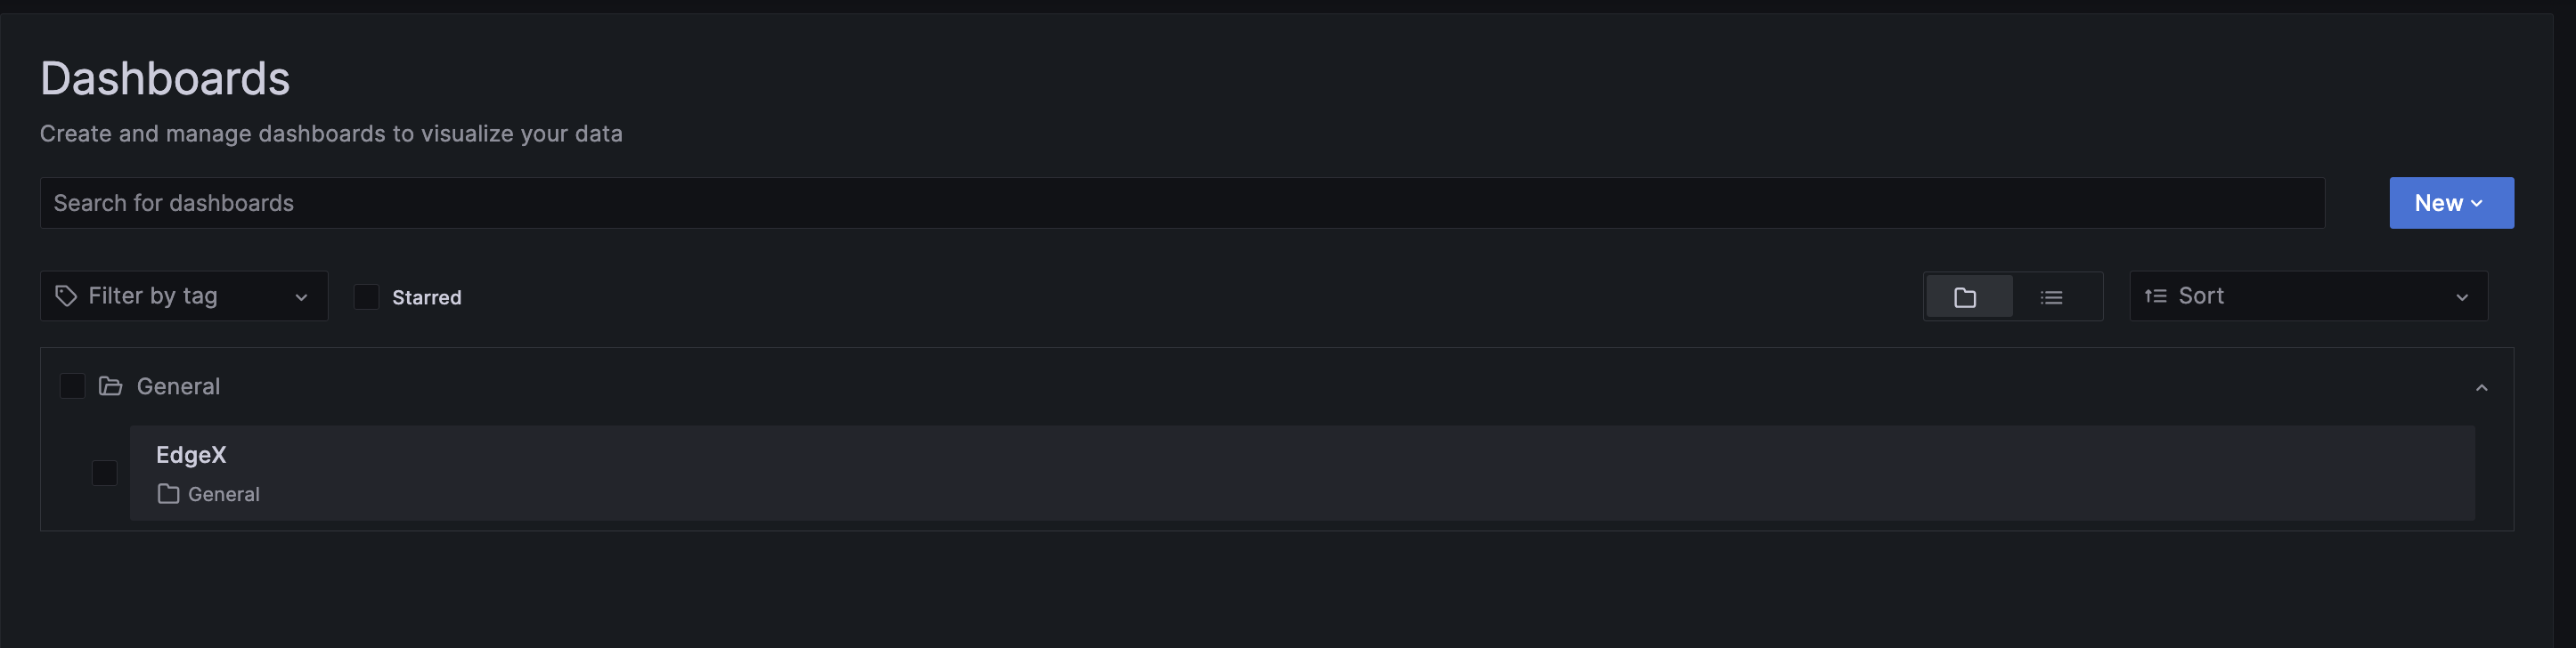 Dashboards
Create and manage dashboards to visualize your data
Search for dashboards
New
Filter by tag
Starred
Sort
General
EdgeX
General